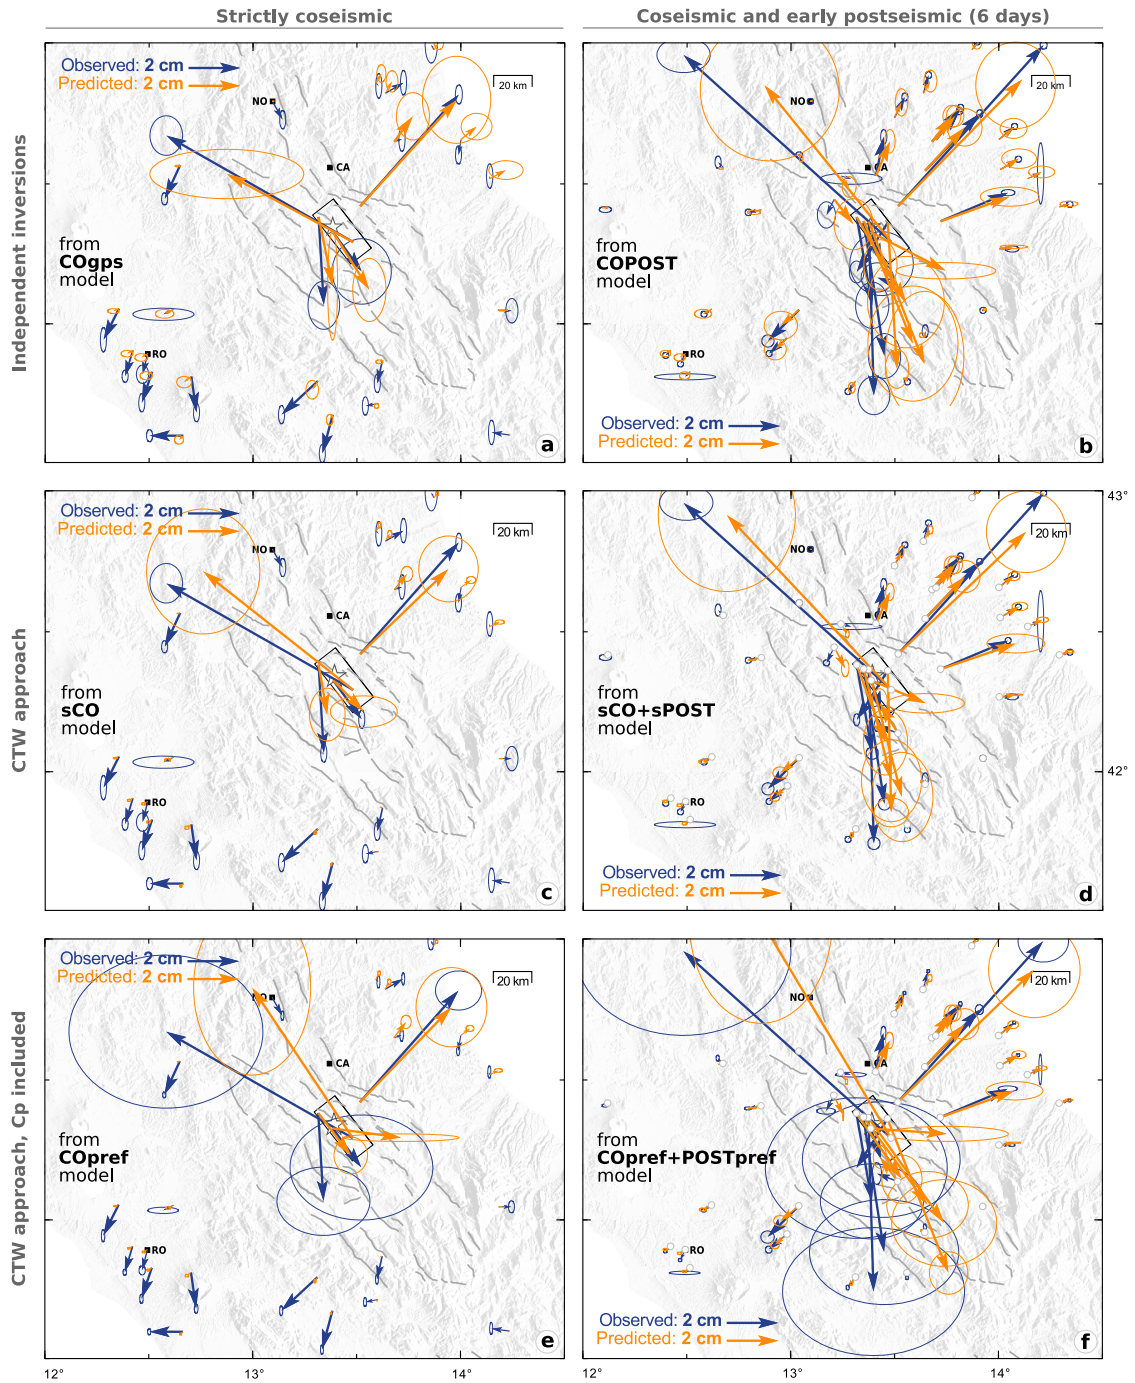 Strictly coseismic
Coseismic and early postseismic (6 days)
Independent inversions
Observed: 2 cm
Predicted: 2 cm
20 km
NO
CA
from
COgps
model
RO
a
20 km
NO
CA
from
COPOST
model
RO
Observed: 2 cm
Predicted: 2 cm
b
CTW approach
Observed: 2 cm
Predicted: 2 cm
20 km
NO
CA
from
sCO
model
RO
c
43°
20 km
NO
CA
from
sCO+sPOST
model
42°
RO
Observed: 2 cm
Predicted: 2 cm
d
CTW approach, Cp included
Observed: 2 cm
Predicted: 2 cm
20 km
NO
CA
from
COpref
model
RO
e
20 km
NO
CA
from
COpref+POSTpref
model
RO
Observed: 2 cm
Predicted: 2 cm
f
12° 13° 14°
12° 13° 14°